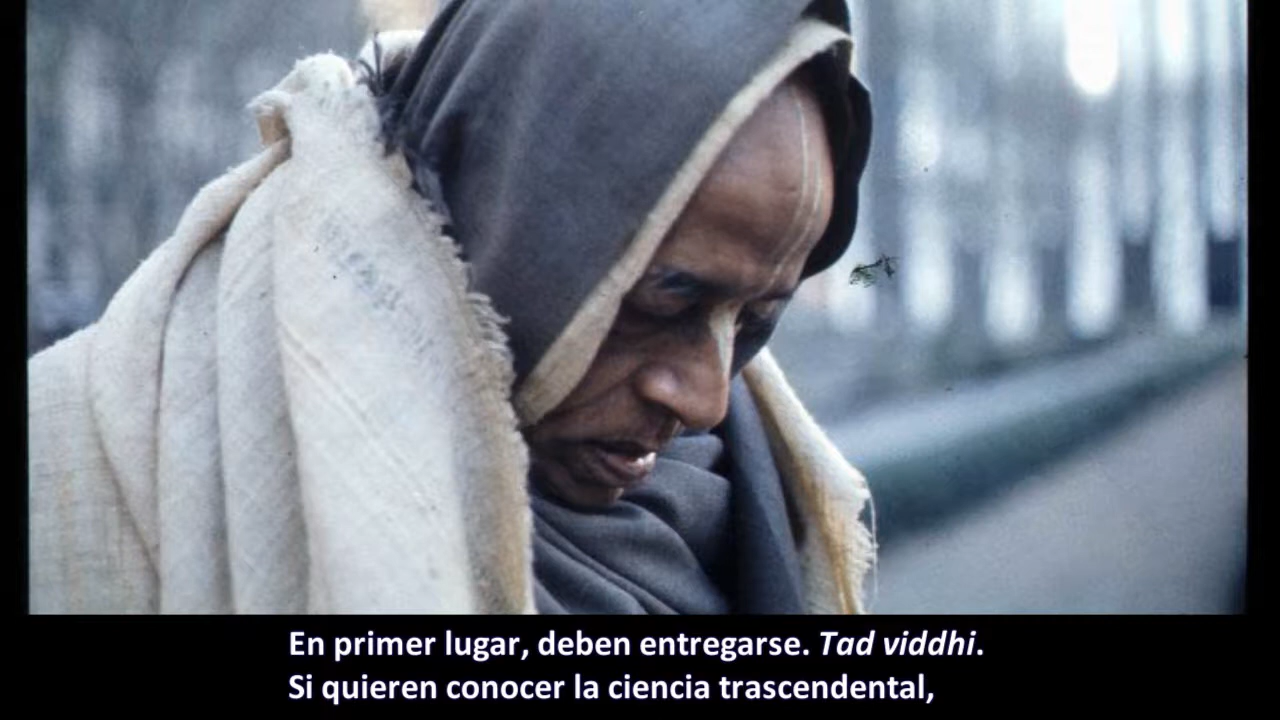 En primer lugar, deben entregarse. Tad viddhi.
Si quieren conocer la ciencia trascendental,